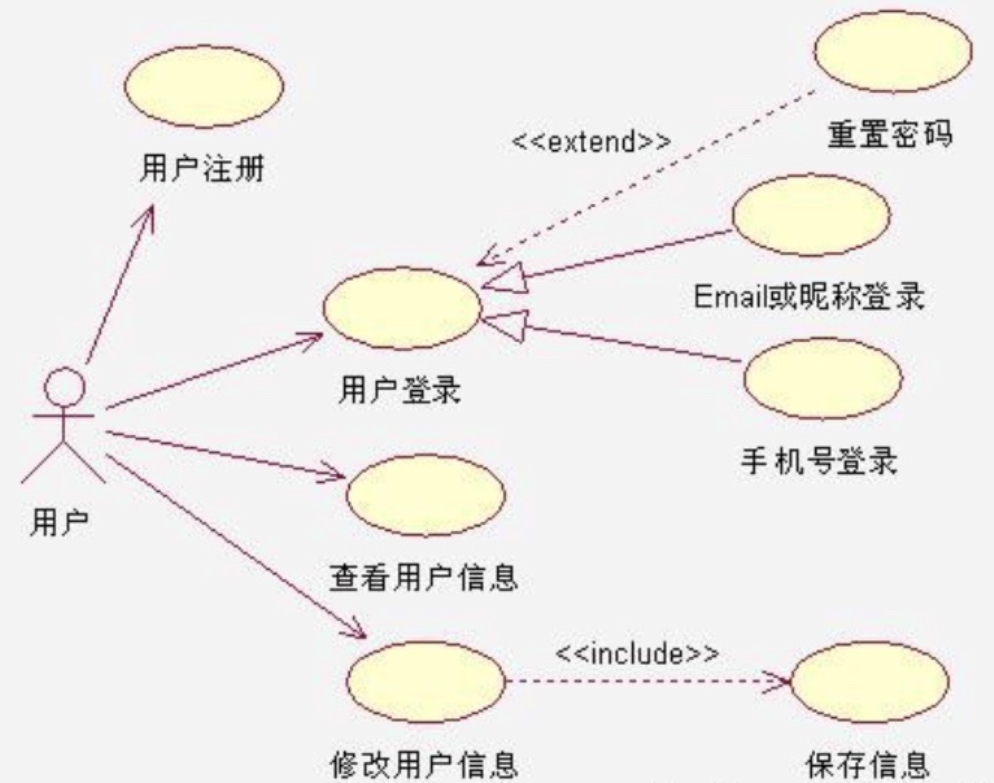 <<extend>>
重置密码
用户注册
Email或昵称登录
用户登录
手机号登录
用户
查看用户信息
<<include>>
修改用户信息
保存信息